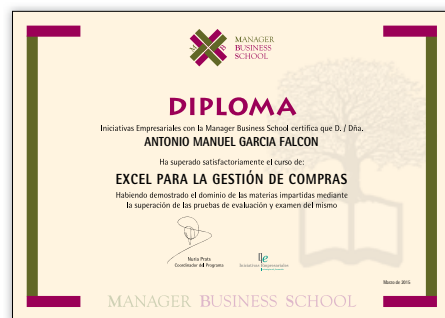 MANAGER
BUSINESS
SCHOOL
M B
DIPLOMA
Iniciativas Empresariales con la Manager Business School certifica que D. / Dña.
ANTONIO MANUEL GARCIA FALCON
Ha superado satisfactoriamente el curso de:
EXCEL PARA LA GESTIÓN DE COMPRAS
Habiendo demostrado el dominio de las materias impartidas mediante
la superación de las pruebas de evaluación y examen del mismo
Nuria Prats
Coordinador del Programa
Iniciativas Empresariales
Marzo de 2015
MANAGER BUSINESS SCHOOL